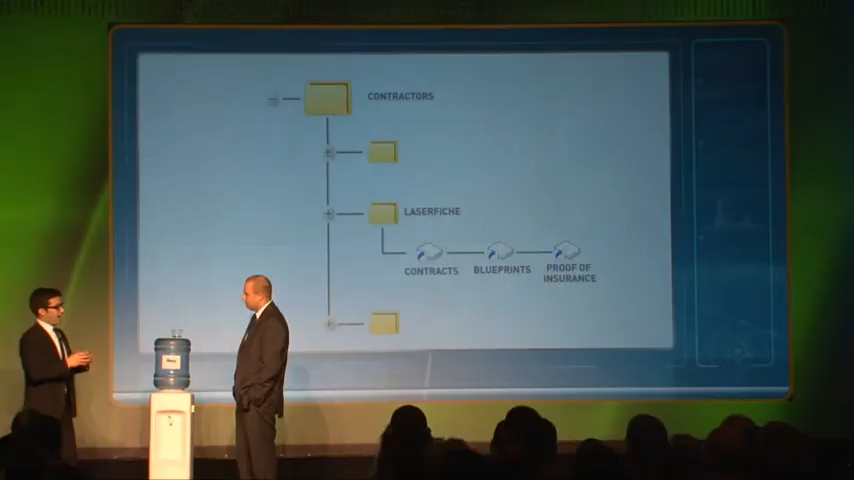 CONTRACTORS
LASERFICHE
CONTRACTS
BLUEPRINTS
PROOF OF
INSURANCE